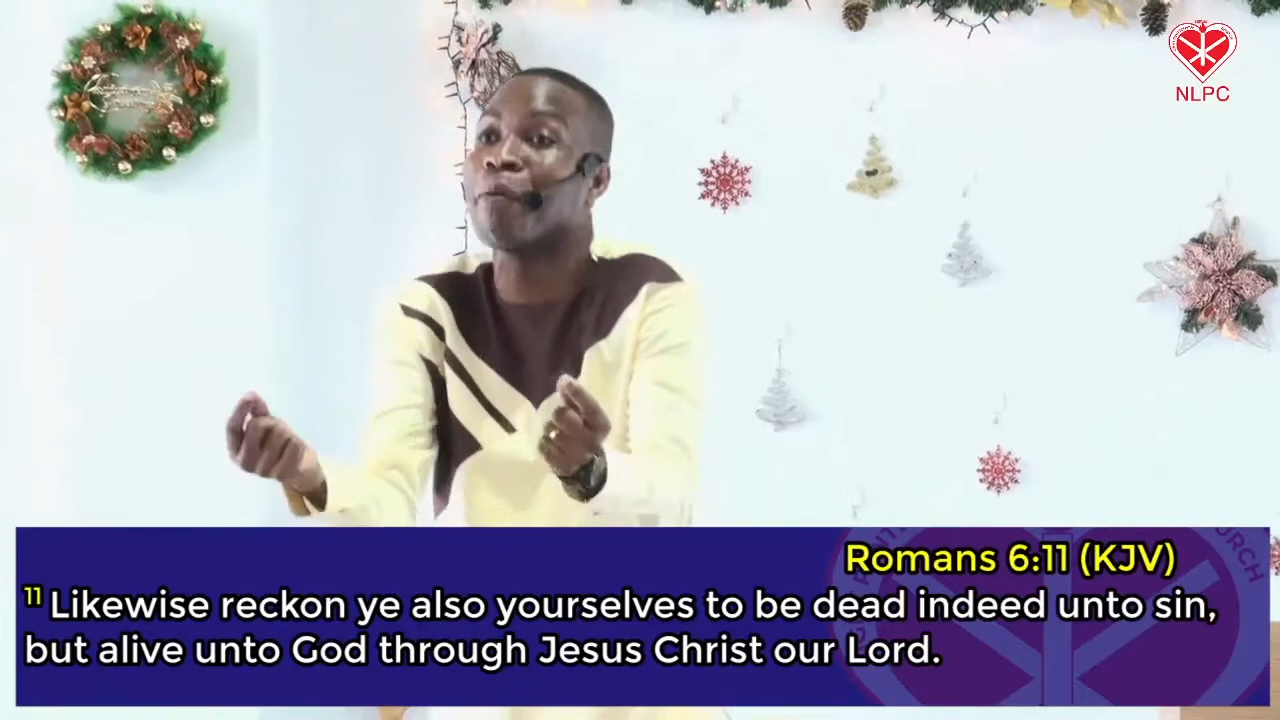 NLPC
Romans 6:11 (KJV)
11 Likewise reckon ye also yourselves to be dead indeed unto sin,
but alive unto God through Jesus Christ our Lord.